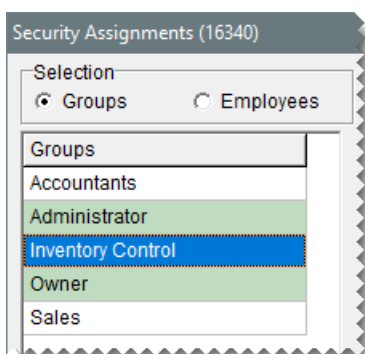 Security Assignments (16340)
Selection
Groups Employees
Groups
Accountants
Administrator
Inventory Control
Owner
Sales